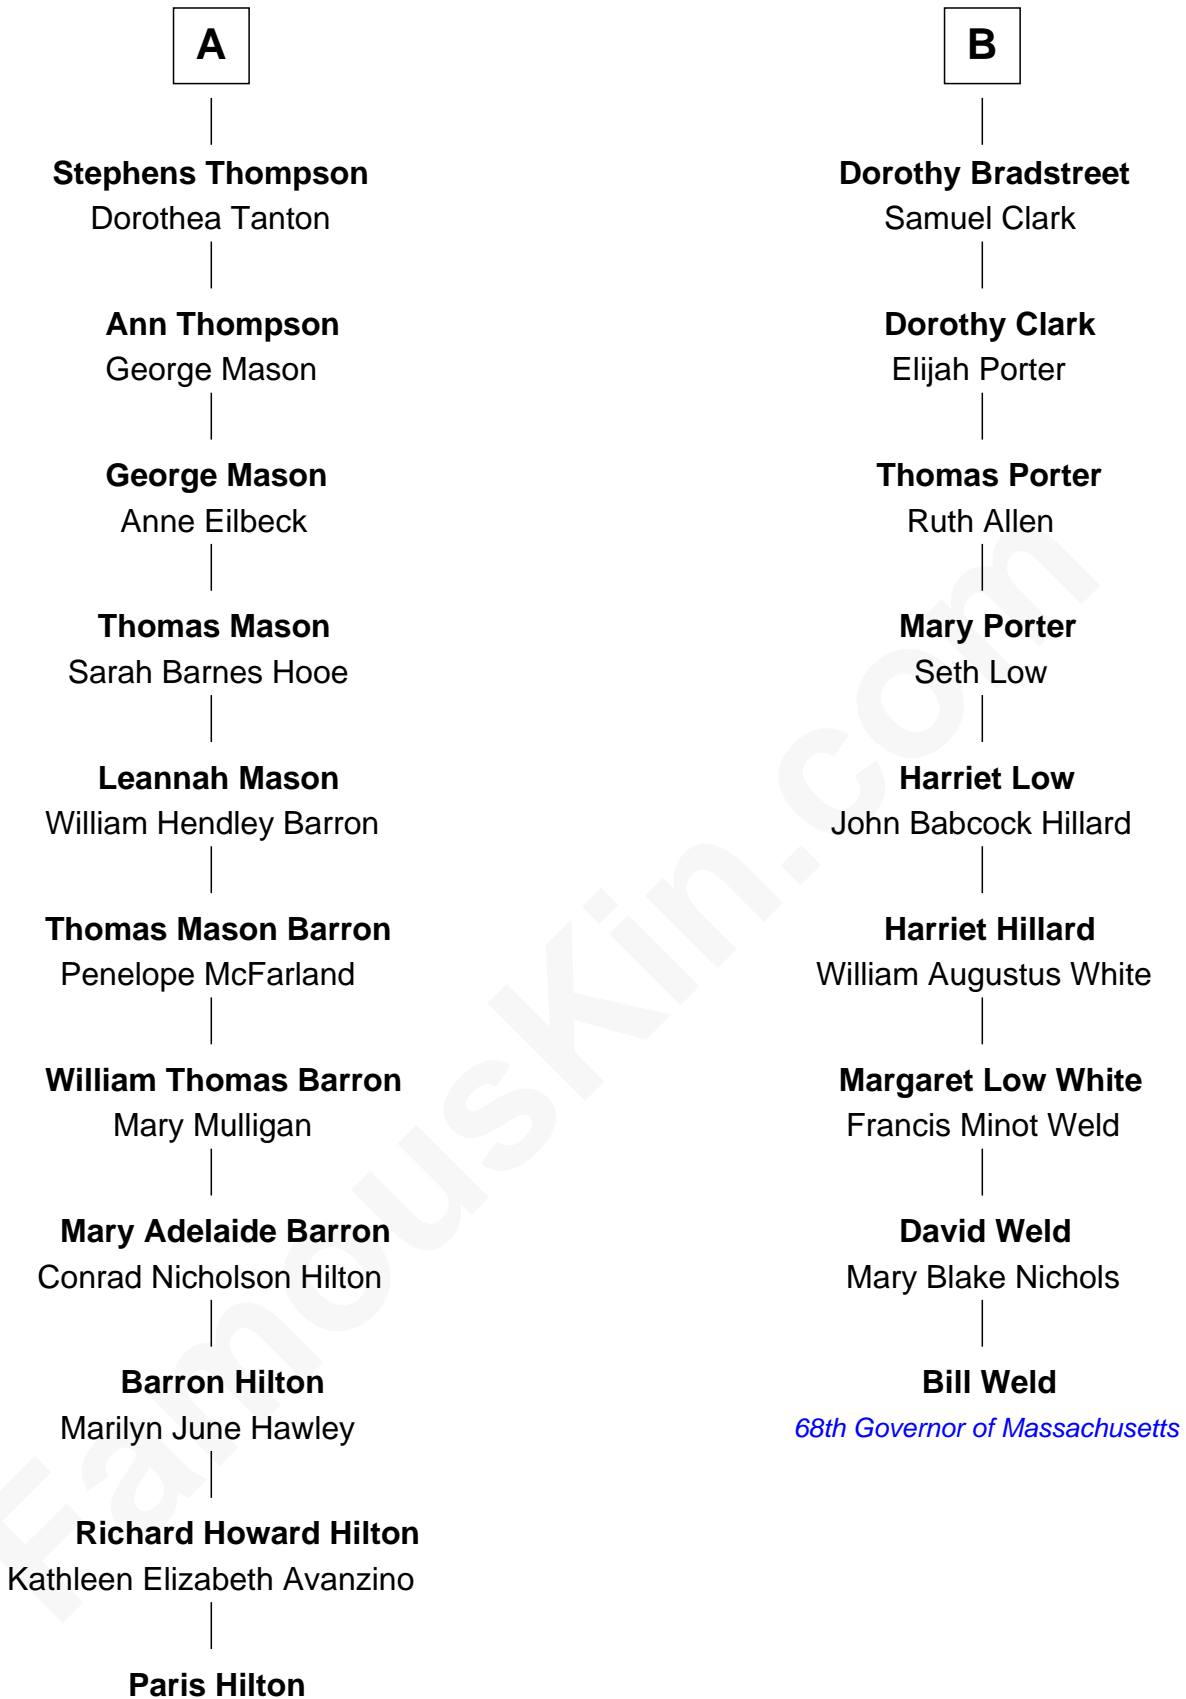 A
Stephens Thompson
Dorothea Tanton
Ann Thompson
George Mason
George Mason
Anne Eilbeck
Thomas Mason
Sarah Barnes Hooe
Leannah Mason
William Hendley Barron
Thomas Mason Barron
Penelope McFarland
William Thomas Barron
Mary Mulligan
Mary Adelaide Barron
Conrad Nicholson Hilton
Barron Hilton
Marilyn June Hawley
Richard Howard Hilton
Kathleen Elizabeth Avanzino
Paris Hilton
B
Dorothy Bradstreet
Samuel Clark
Dorothy Clark
Elijah Porter
Thomas Porter
Ruth Allen
Mary Porter
Seth Low
Harriet Low
John Babcock Hillard
Harriet Hillard
William Augustus White
Margaret Low White
Francis Minot Weld
David Weld
Mary Blake Nichols
Bill Weld
68th Governor of Massachusetts
FamousKin.com